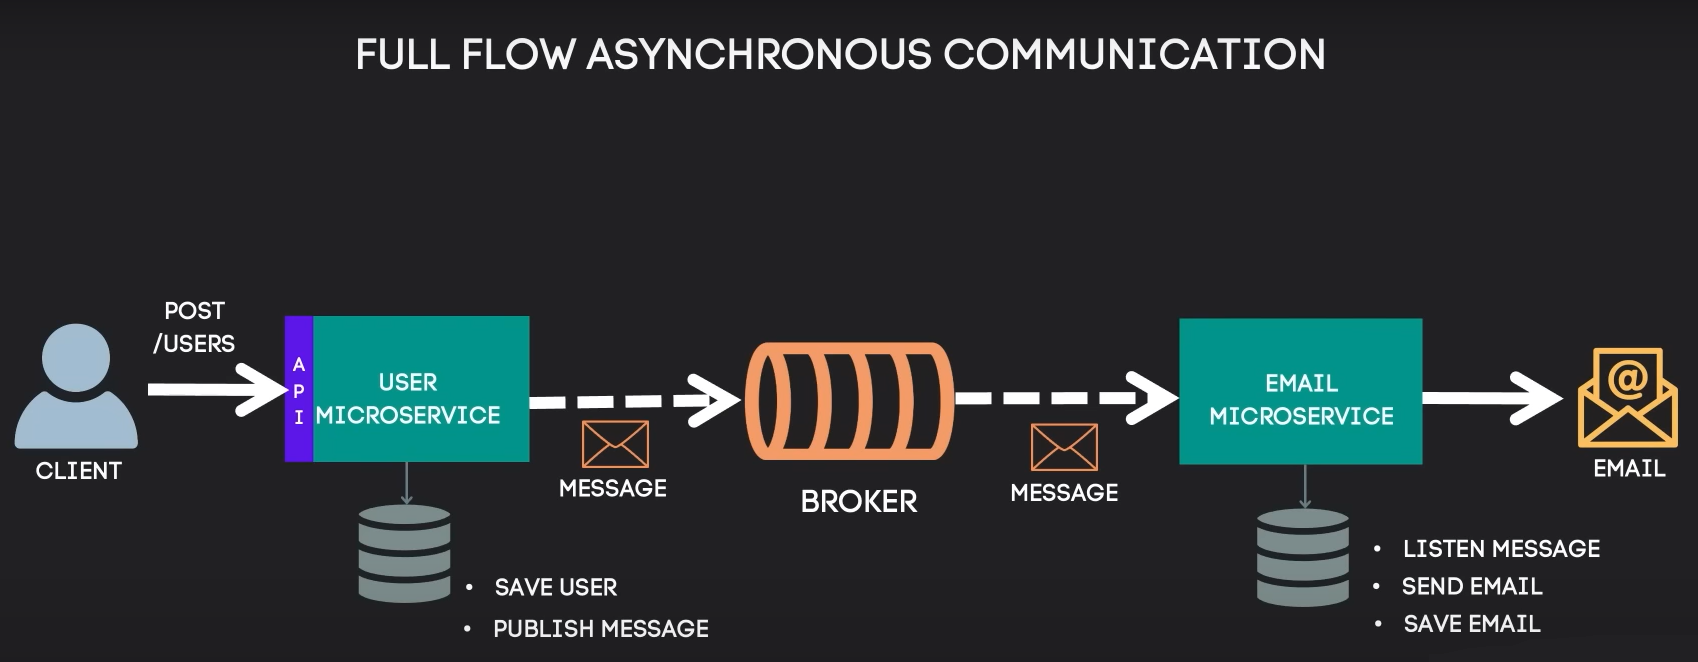 FULL FLOW ASYNCHRONOUS COMMUNICATION
POST
/USERS
CLIENT
A
P
I
USER
MICROSERVICE
MESSAGE
BROKER
MESSAGE
EMAIL
MICROSERVICE
@
EMAIL
• SAVE USER
• PUBLISH MESSAGE
• LISTEN MESSAGE
• SEND EMAIL
• SAVE EMAIL